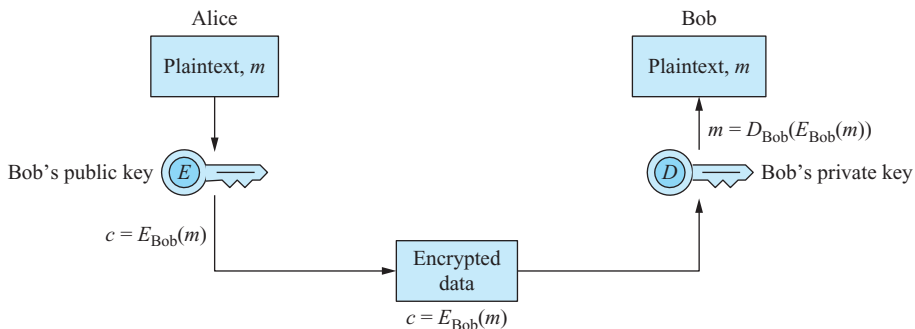 Alice
Bob
Plaintext, m
Plaintext, m
m = D_Bob(E_Bob(m))
Bob’s public key
E
D
Bob’s private key
c = E_Bob(m)
Encrypted
data
c = E_Bob(m)